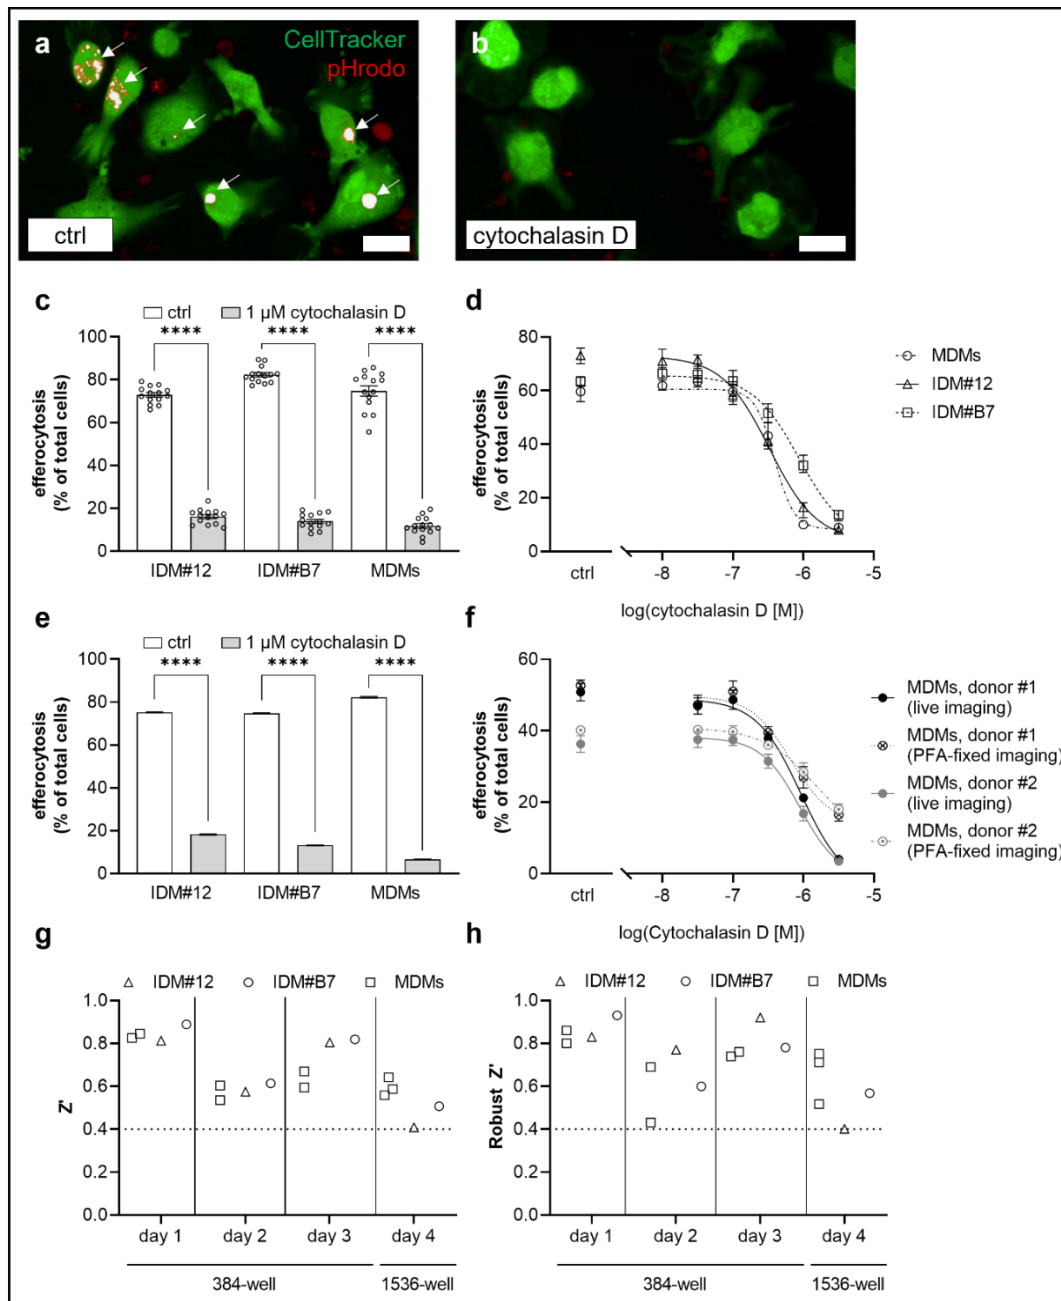 a
CellTracker
pHrodo
ctrl
b
cytochalasin D
c
ctrl
1 µM cytochalasin D
****
****
****
100
80
60
40
20
0
efferocytosis
(% of total cells)
IDM#12
IDM#B7
MDMs
d
80
60
40
20
0
efferocytosis
(% of total cells)
ctrl
-8
-7
-6
-5
log(cytochalasin D [M])
MDMs
IDM#12
IDM#B7
e
ctrl
1 µM cytochalasin D
****
****
****
100
80
60
40
20
0
efferocytosis
(% of total cells)
IDM#12
IDM#B7
MDMs
f
60
40
20
0
efferocytosis
(% of total cells)
ctrl
-8
-7
-6
-5
log(Cytochalasin D [M])
MDMs, donor #1
(live imaging)
MDMs, donor #1
(PFA-fixed imaging)
MDMs, donor #2
(live imaging)
MDMs, donor #2
(PFA-fixed imaging)
g
IDM#12
IDM#B7
MDMs
1.0
0.8
0.6
0.4
0.2
0.0
Z'
day 1
day 2
day 3
day 4
384-well
1536-well
h
IDM#12
IDM#B7
MDMs
1.0
0.8
0.6
0.4
0.2
0.0
Robust Z'
day 1
day 2
day 3
day 4
384-well
1536-well